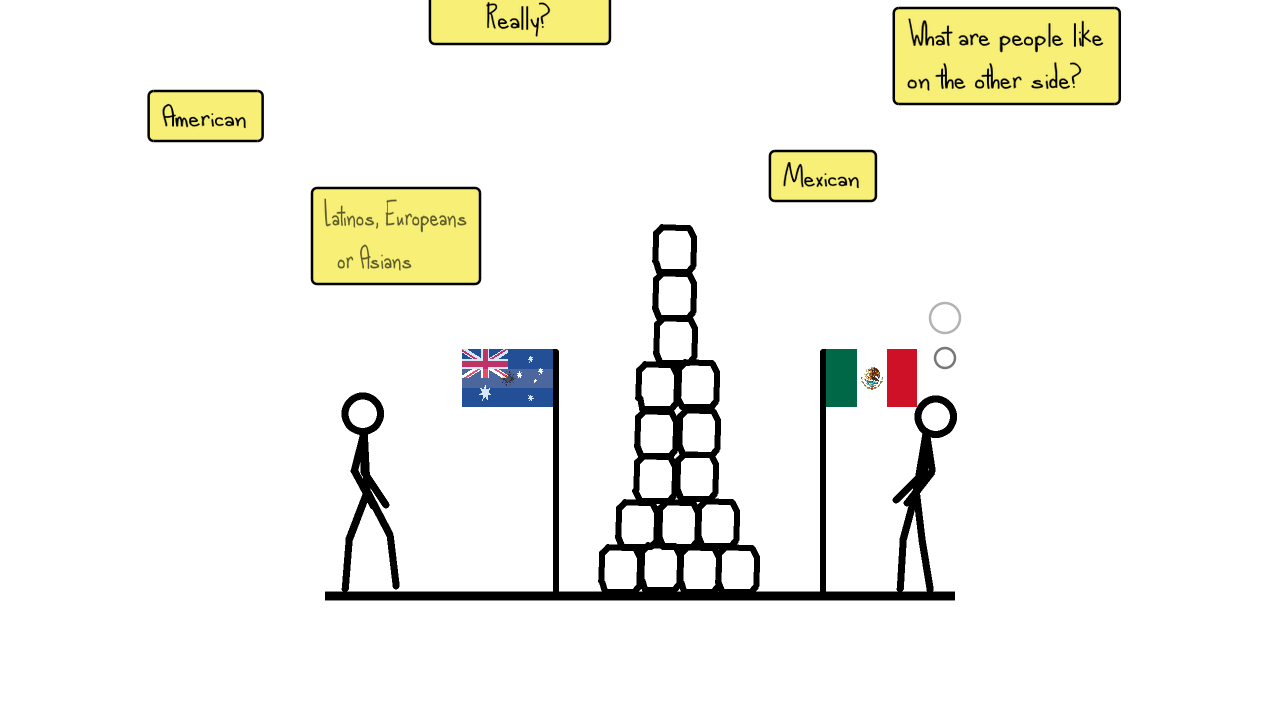 Really?
What are people like
on the other side?
American
Mexican
Latinos, Europeans
or Asians